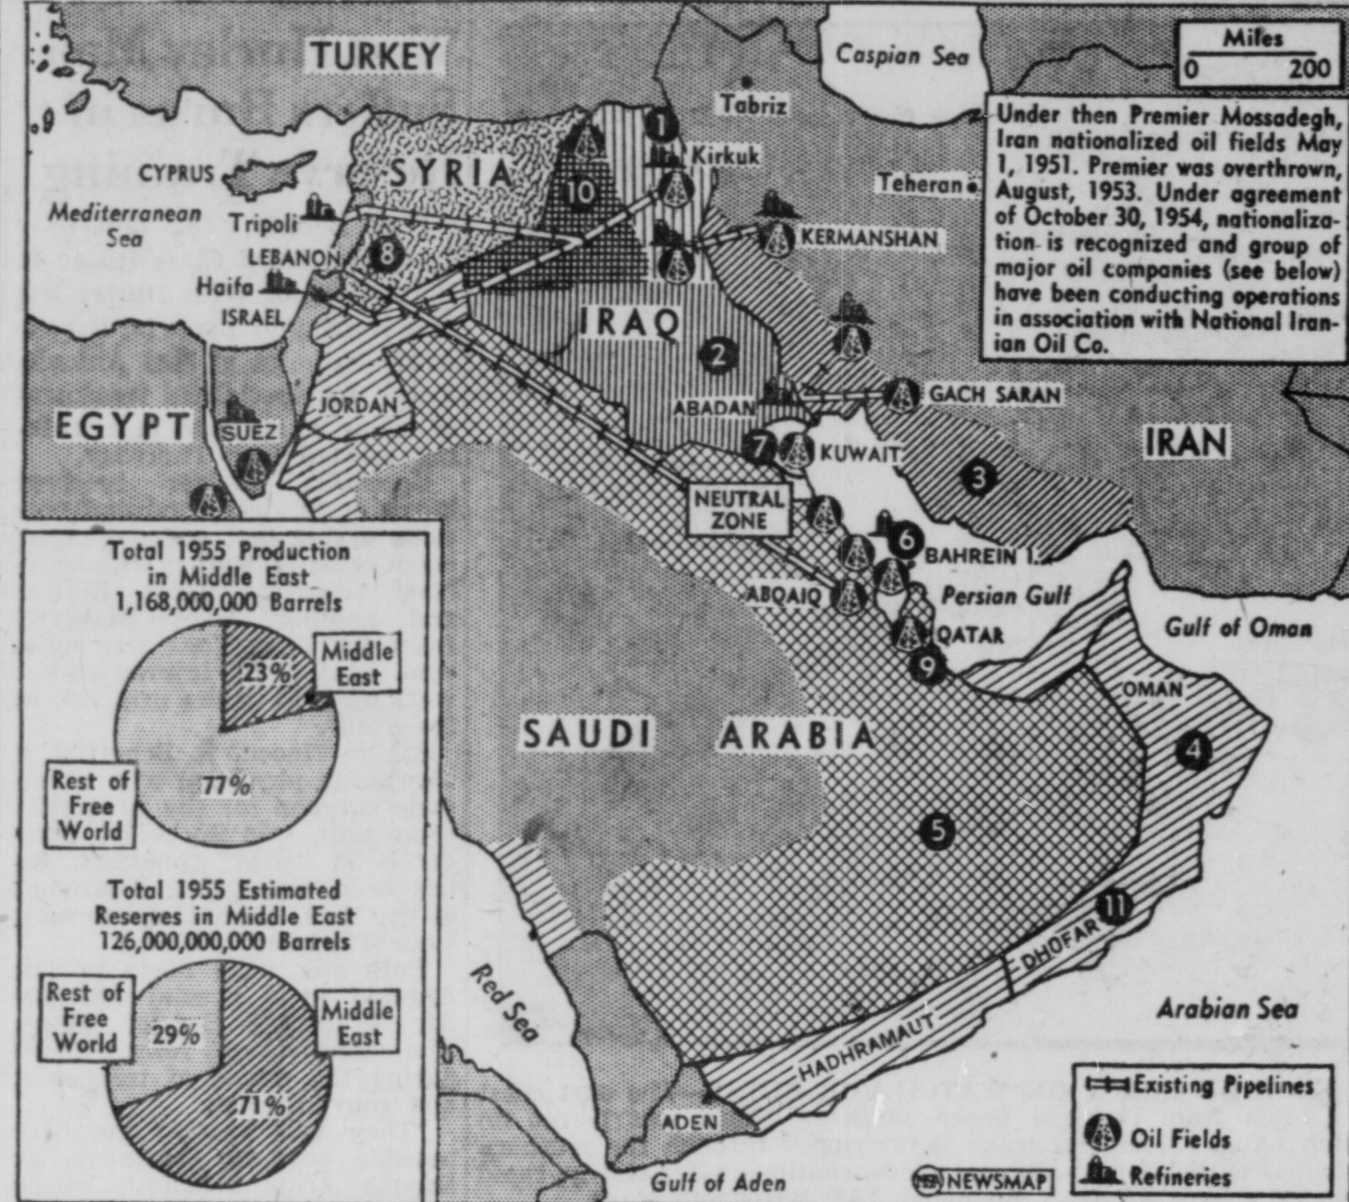 TURKEY
Caspian Sea
Miles
0 200
Tabriz
Under then Premier Mossadegh,
Iran nationalized oil fields May
1, 1951. Premier was overthrown,
August, 1953. Under agreement
of October 30, 1954, nationaliza-
tion is recognized and group of
major oil companies (see below)
have been conducting operations
in association with National Iran-
ian Oil Co.
1
Kirkuk
SYRIA
10
CYPRUS
Teheran
Mediterranean
Sea
Tripoli
KERMANSHAN
LEBANON
8
Haifa
ISRAEL
IRAQ
2
JORDAN
ABADAN
GACH SARAN
EGYPT
SUEZ
7
KUWAIT
IRAN
3
NEUTRAL
ZONE
6
BAHREIN I.
ABQAIQ
Persian Gulf
QATAR
Gulf of Oman
9
OMAN
SAUDI ARABIA
4
5
11
DHOFAR
HADHRAMAUT
Red Sea
Arabian Sea
ADEN
Gulf of Aden
Total 1955 Production
in Middle East
1,168,000,000 Barrels
Middle
East
23%
77%
Rest of
Free
World
Total 1955 Estimated
Reserves in Middle East
126,000,000,000 Barrels
Rest of
Free
World
29%
Middle
East
71%
Existing Pipelines
Oil Fields
Refineries
NEWSMAP